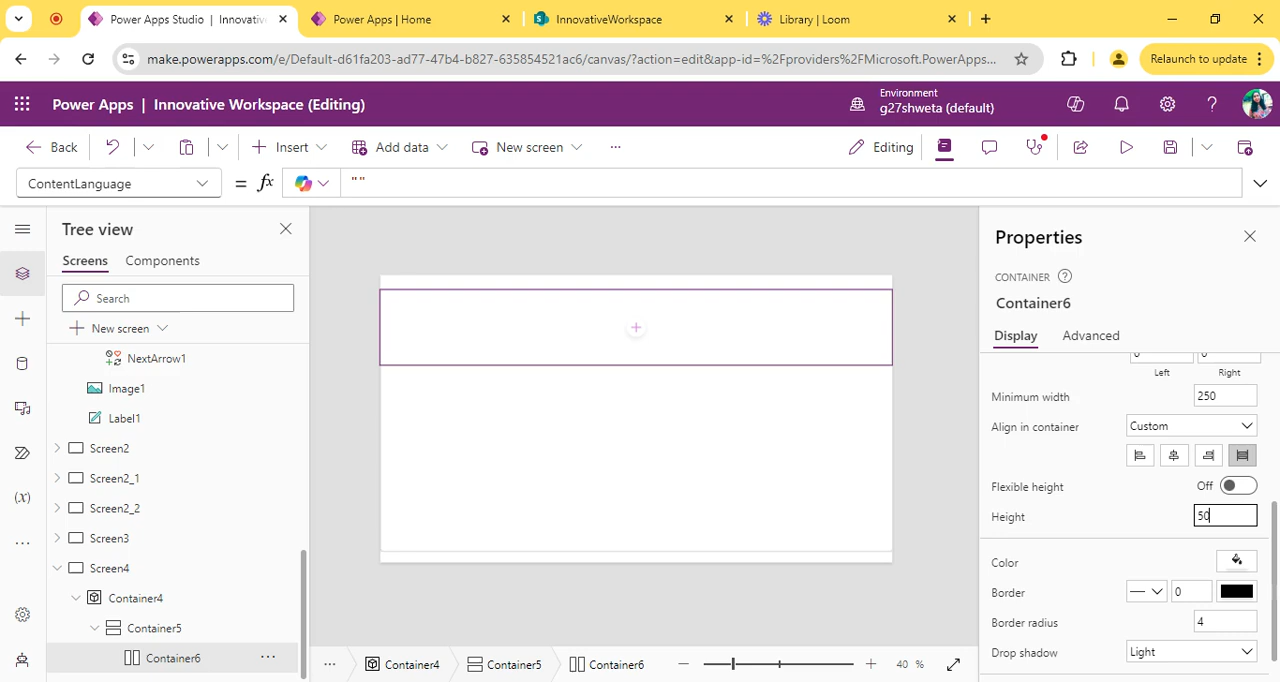 Power Apps Studio | Innovativ
Power Apps | Home
InnovativeWorkspace
Library | Loom
make.powerapps.com/e/Default-d61fa203-ad77-47b4-b827-635854521ac6/canvas/?action=edit&app-id=%2Fproviders%2FMicrosoft.PowerApps...
Relaunch to update
Power Apps | Innovative Workspace (Editing)
Environment
g27shweta (default)
Back
Insert
Add data
New screen
...
Editing
ContentLanguage
= fx
""
Tree view
Screens
Components
Search
New screen
NextArrow1
Image1
Label1
Screen2
Screen2_1
Screen2_2
Screen3
Screen4
Container4
Container5
Container6
...
Properties
CONTAINER
Container6
Display
Advanced
Left
Right
Minimum width
250
Align in container
Custom
Flexible height
Off
Height
50
Color
Border
0
Border radius
4
Drop shadow
Light
...
Container4
Container5
Container6
40 %